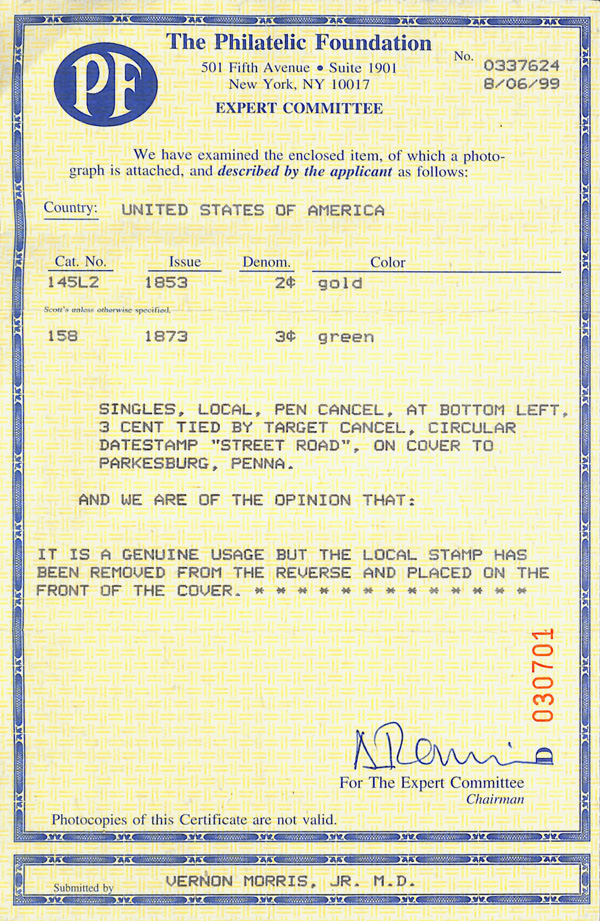 PF
The Philatelic Foundation
501 Fifth Avenue • Suite 1901
New York, NY 10017
EXPERT COMMITTEE
No. 0337624
8/06/99
We have examined the enclosed item, of which a photo-
graph is attached, and described by the applicant as follows:
Country: UNITED STATES OF AMERICA
Cat. No. Issue Denom. Color
145L2 1853 2¢ gold
Scott's unless otherwise specified.
158 1873 3¢ green
SINGLES, LOCAL, PEN CANCEL, AT BOTTOM LEFT,
3 CENT TIED BY TARGET CANCEL, CIRCULAR
DATESTAMP "STREET ROAD", ON COVER TO
PARKESBURG, PENNA.
AND WE ARE OF THE OPINION THAT:
IT IS A GENUINE USAGE BUT THE LOCAL STAMP HAS
BEEN REMOVED FROM THE REVERSE AND PLACED ON THE
FRONT OF THE COVER. * * * * * * * * * * * * *
D 030701
For The Expert Committee
Chairman
Photocopies of this Certificate are not valid.
Submitted by VERNON MORRIS, JR. M.D.